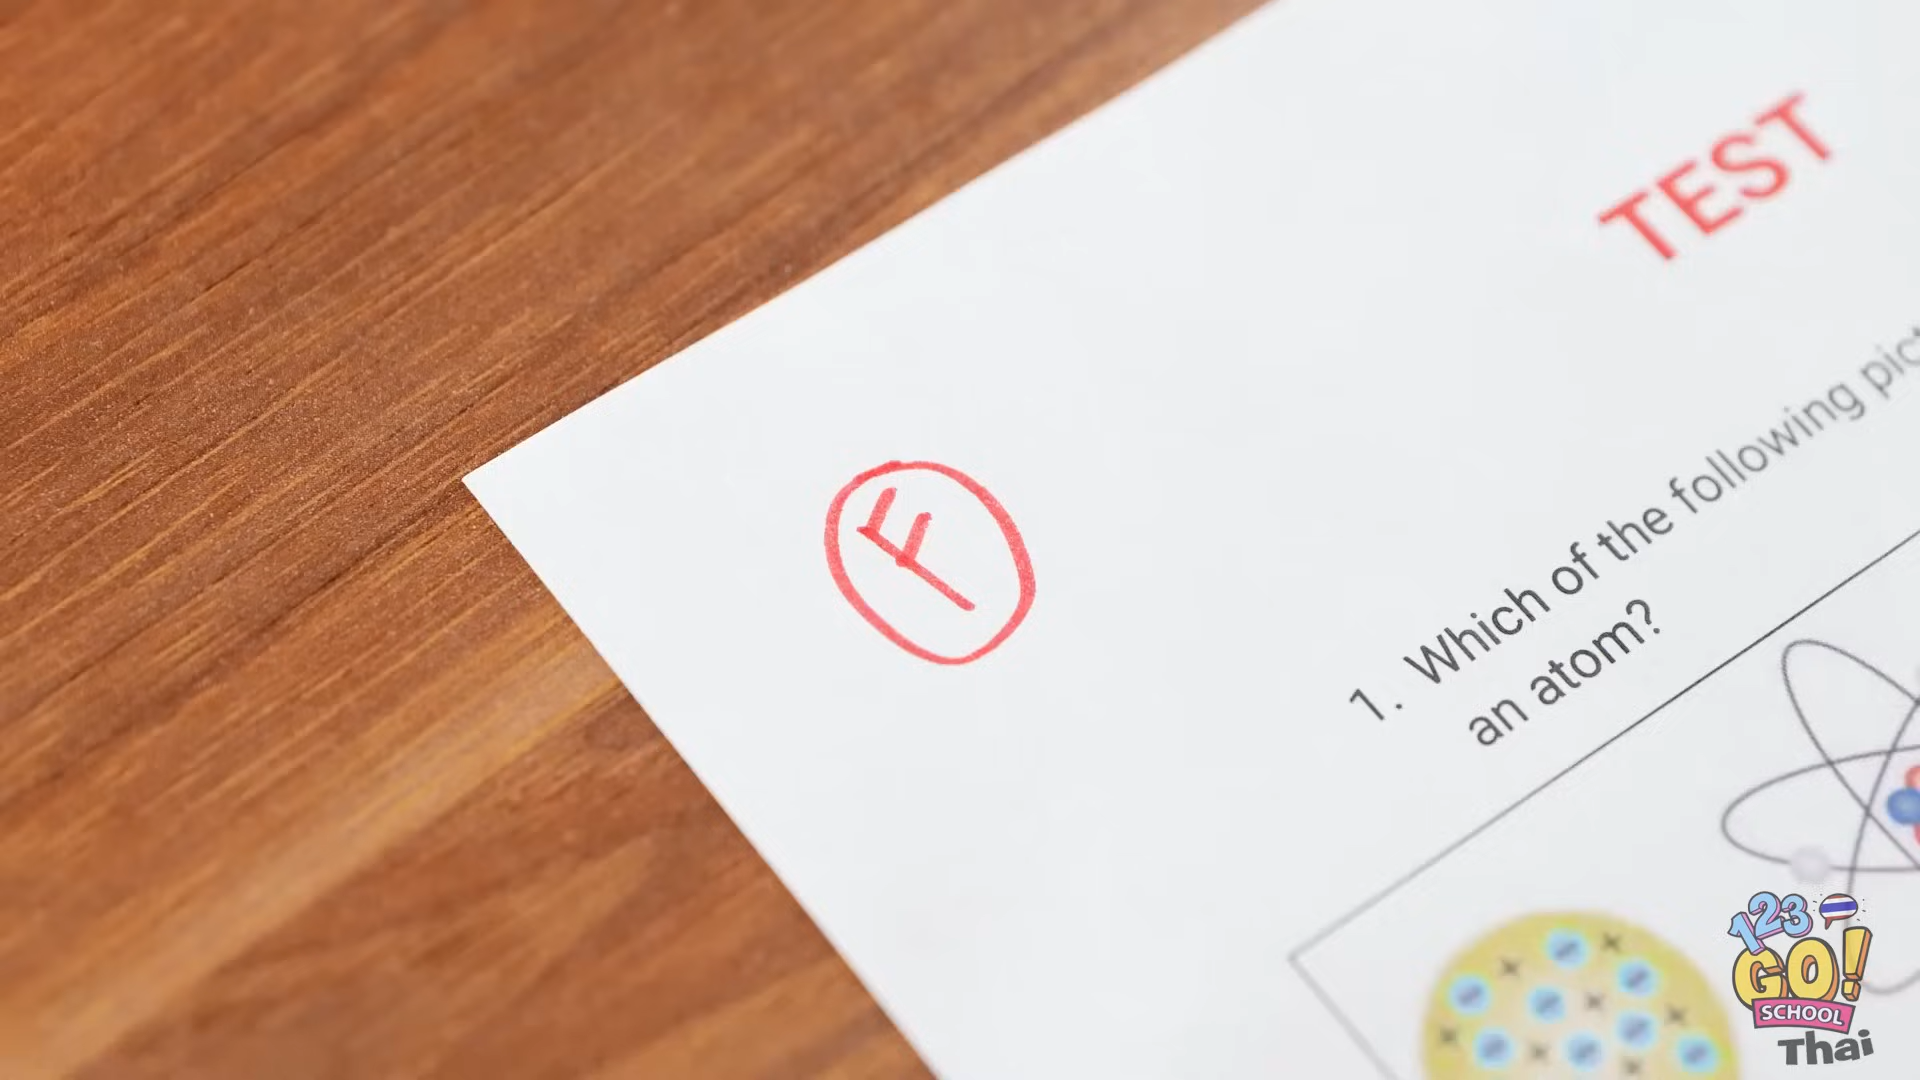 TEST
F
1. Which of the following
an atom?
123
GO!
SCHOOL
Thai